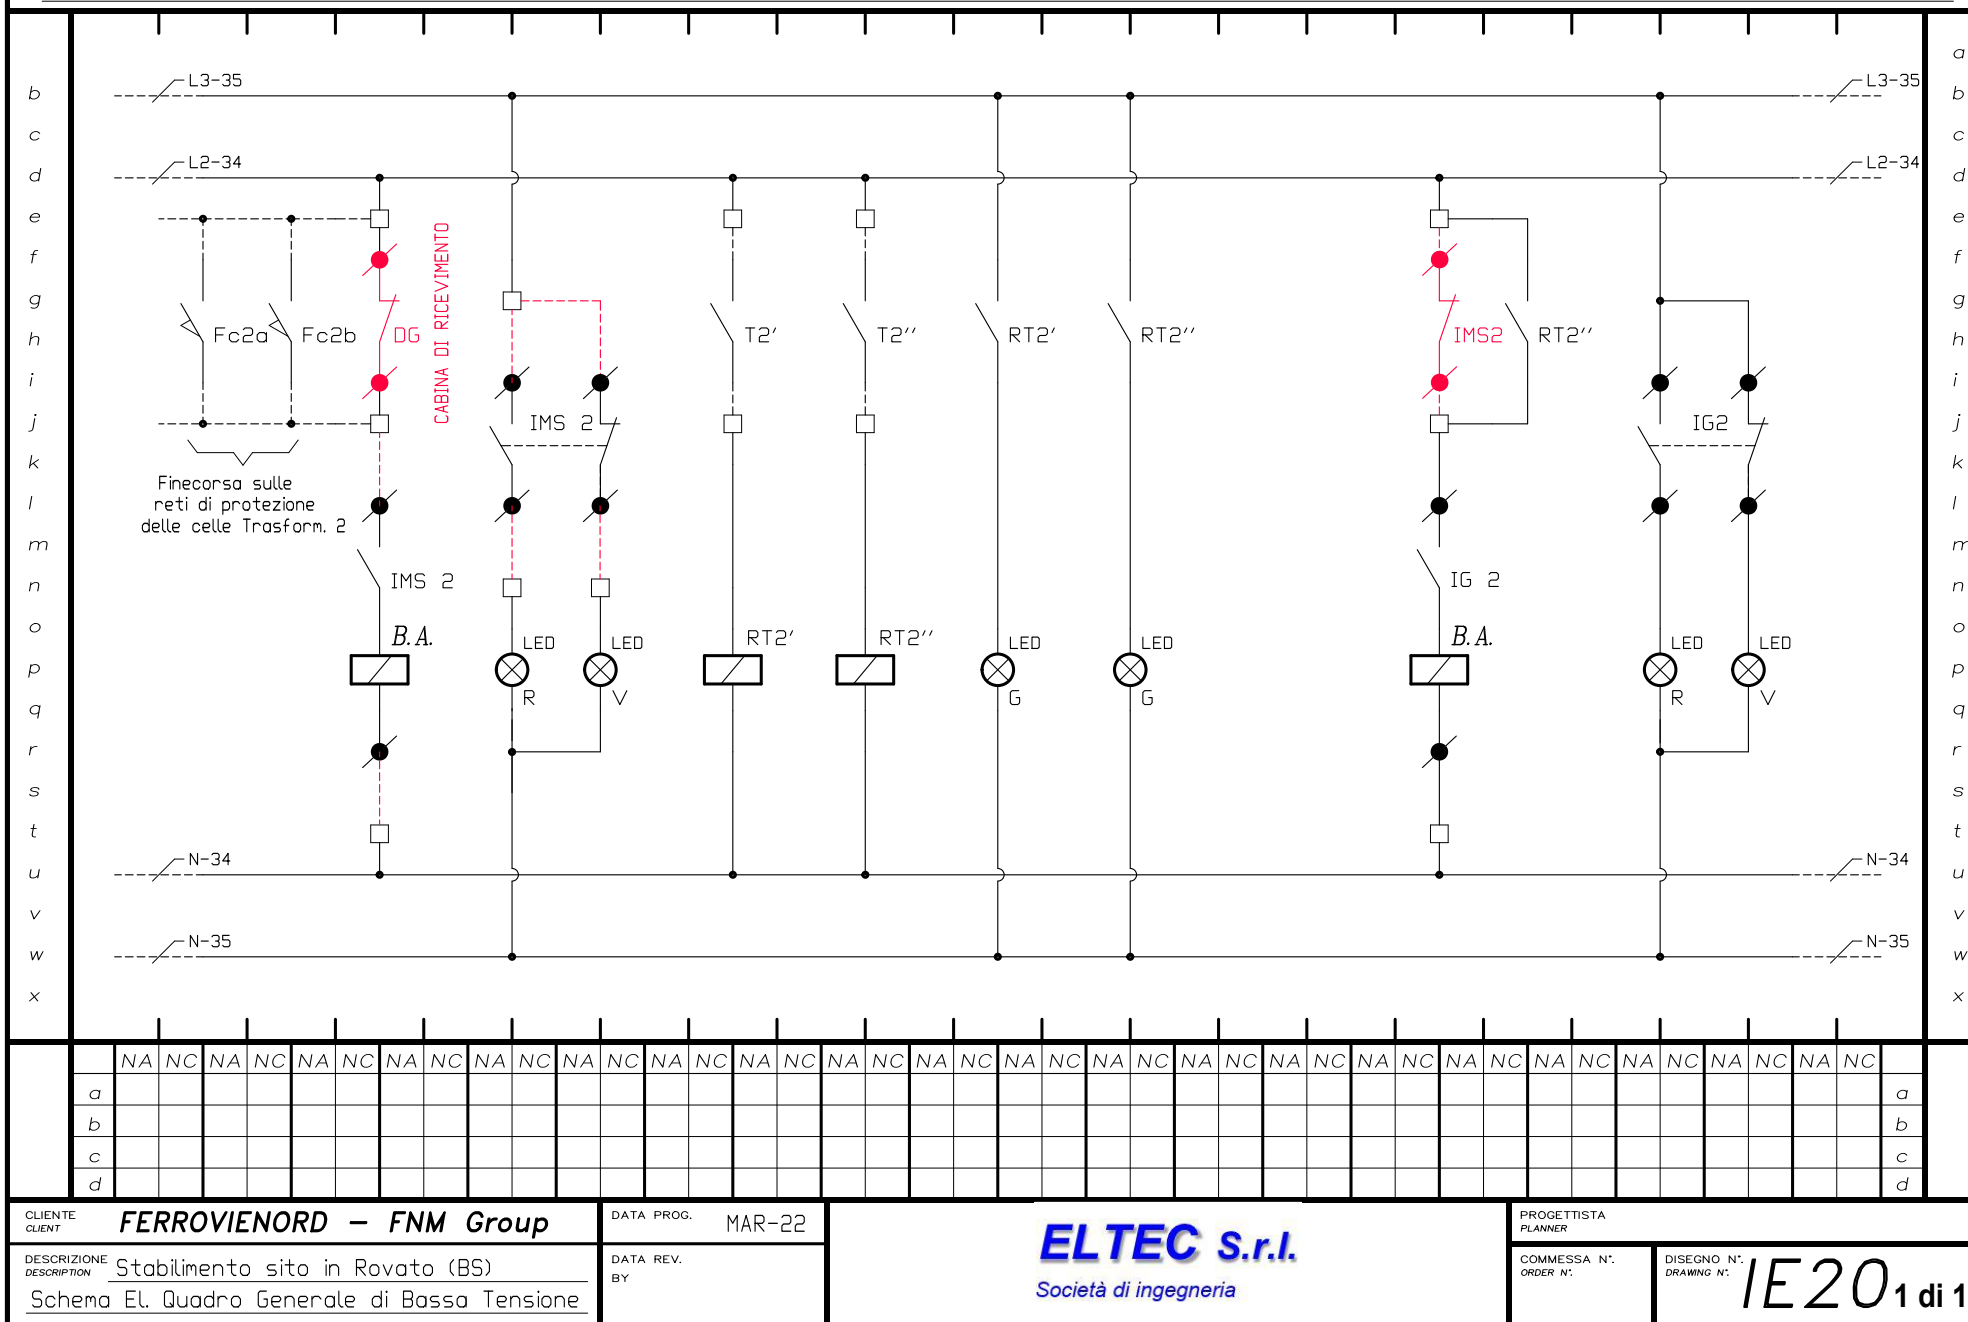 a a
b L3-35 L3-35 b
c c
d L2-34 L2-34 d
e e
f f
g g
h Fc2a Fc2b DG T2' T2'' RT2' RT2'' IMS2 RT2'' h
CABINA DI RICEVIMENTO
i i
j IMS 2 IG2 j
k k
Finecorsa sulle
reti di protezione
delle celle Trasform. 2
l l
m m
n IMS 2 IG 2 n
o B.A. LED LED RT2' RT2'' LED LED B.A. LED LED o
p p
q R V G G R V q
r r
s s
t t
u N-34 N-34 u
v v
w N-35 N-35 w
x x
NA NC NA NC NA NC NA NC NA NC NA NC NA NC NA NC NA NC NA NC NA NC NA NC NA NC NA NC NA NC NA NC NA NC NA NC NA NC NA NC
a a
b b
c c
d d
CLIENTE
CLIENT
FERROVIENORD - FNM Group
DESCRIZIONE
DESCRIPTION
Stabilimento sito in Rovato (BS)
Schema El. Quadro Generale di Bassa Tensione
DATA PROG. MAR-22
DATA REV.
BY
ELTEC S.r.l.
Società di ingegneria
PROGETTISTA
PLANNER
COMMESSA N°.
ORDER N°.
DISEGNO N°.
DRAWING N°.
IE20 1 di 1